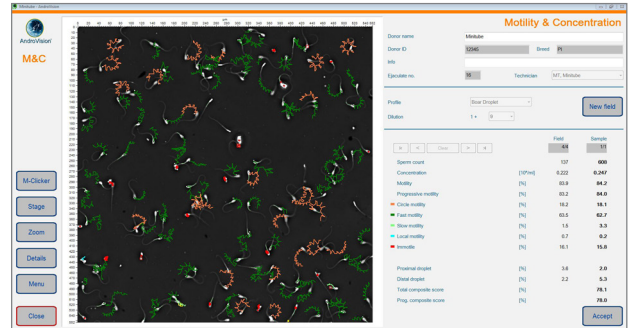 Minitube - AndroVision
Motility & Concentration
AndroVision®
M&C
µm
Donor name Minitube
Donor ID 12345 Breed PI
Info
Ejaculate no. 16 Technician MT, Minitube
Profile Boar Droplet
New field
Dilution 1 + 9
Field Sample
Clear 4/4 1/1
Sperm count 137 608
Concentration [10⁹/ml] 0.222 0.247
Motility [%] 83.9 84.2
Progressive motility [%] 83.2 84.0
Circle motility [%] 18.2 18.1
Fast motility [%] 63.5 62.7
Slow motility [%] 1.5 3.3
Local motility [%] 0.7 0.2
Immotile [%] 16.1 15.8
Proximal droplet [%] 3.6 2.0
Distal droplet [%] 2.2 5.3
Total composite score [%] 78.1
Prog. composite score [%] 78.0
M-Clicker
Stage
Zoom
Details
Menu
Close
Accept